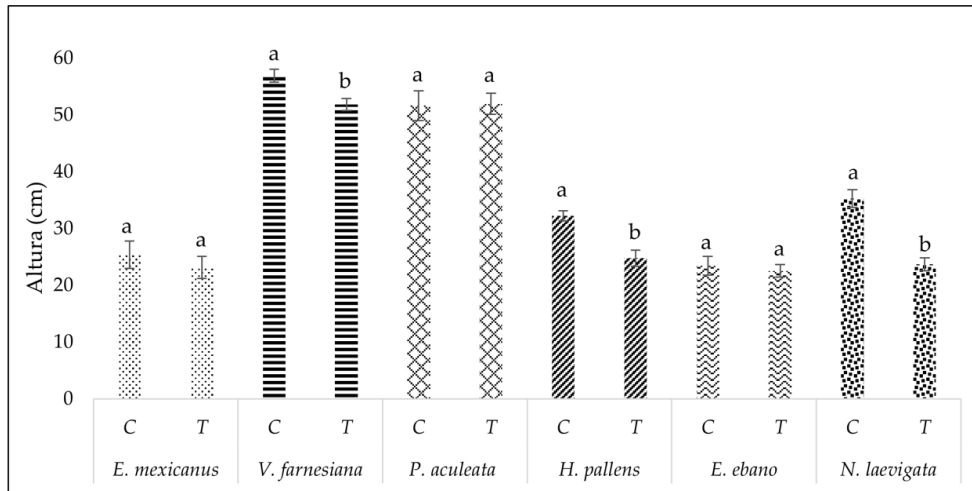 Altura (cm)
60
50
40
30
20
10
0
a
a
a
b
a
a
a
b
a
a
a
b
C T C T C T C T C T C T
E. mexicanus V. farnesiana P. aculeata H. pallens E. ebano N. laevigata